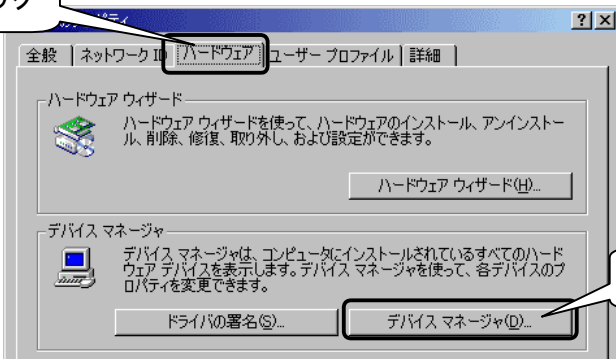 全般
ネットワーク ID
ハードウェア
ユーザー プロファイル
詳細
ハードウェア ウィザード
ハードウェア ウィザードを使って、ハードウェアのインストール、アンインストー
ル、削除、修復、取り外し、および設定ができます。
ハードウェア ウィザード(H)...
デバイス マネージャ
デバイス マネージャは、コンピュータにインストールされているすべてのハード
ウェア デバイスを表示します。デバイス マネージャを使って、各デバイスのプ
ロパティを変更できます。
ドライバの署名(S)...
デバイス マネージャ(D)...